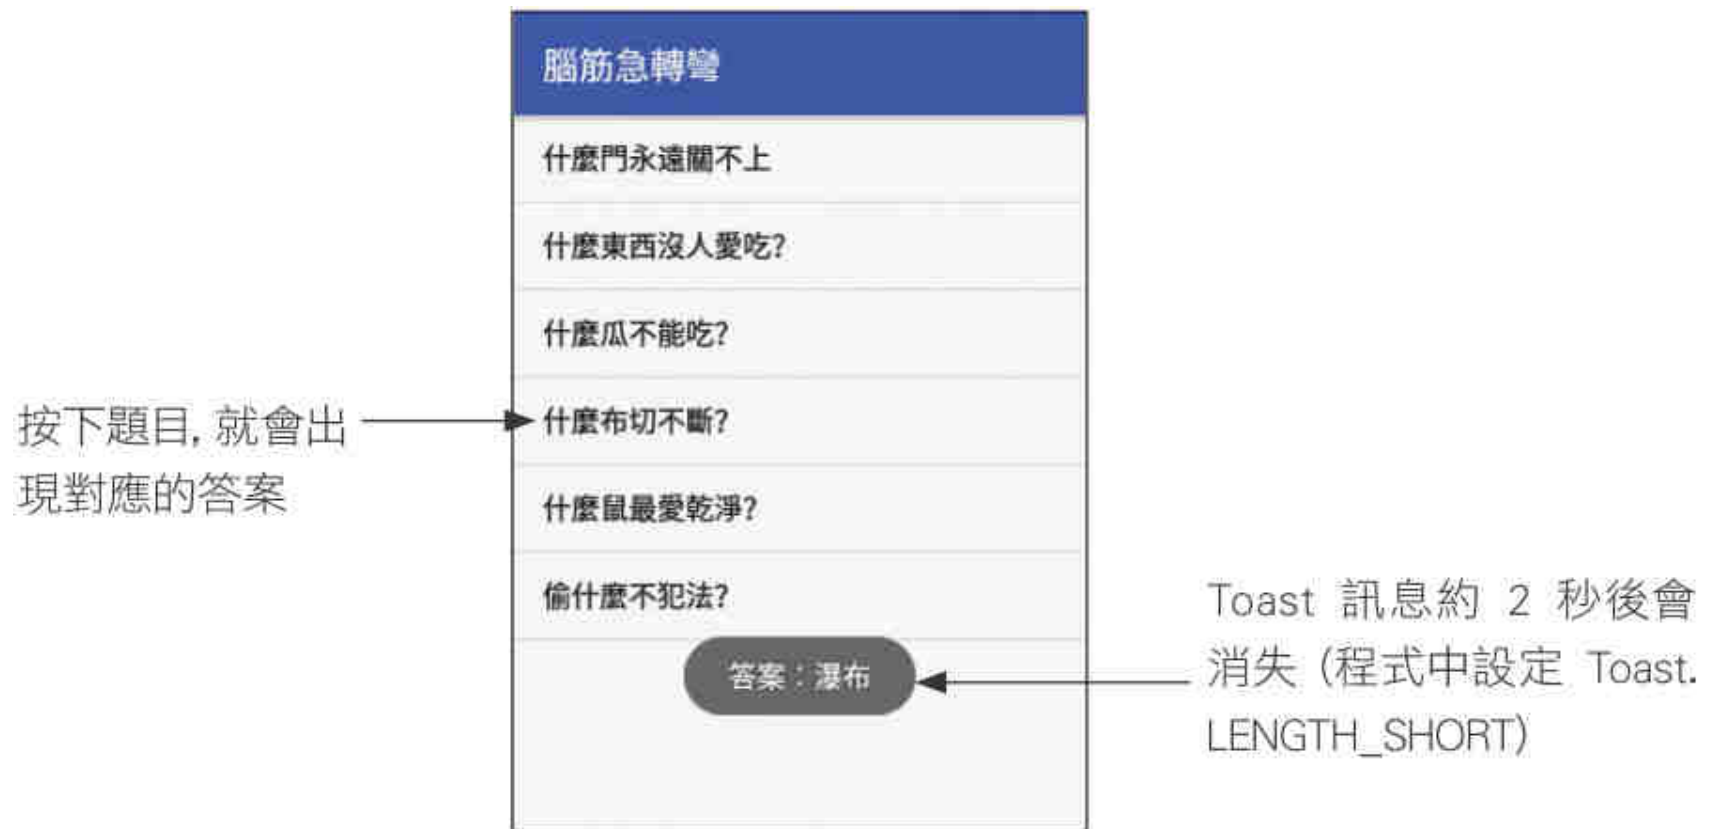 腦筋急轉彎
什麼門永遠關不上
什麼東西沒人愛吃?
什麼瓜不能吃?
按下題目, 就會出
現對應的答案
什麼布切不斷?
什麼鼠最愛乾淨?
偷什麼不犯法?
答案：瀑布
Toast 訊息約 2 秒後會
消失 (程式中設定 Toast.
LENGTH_SHORT)